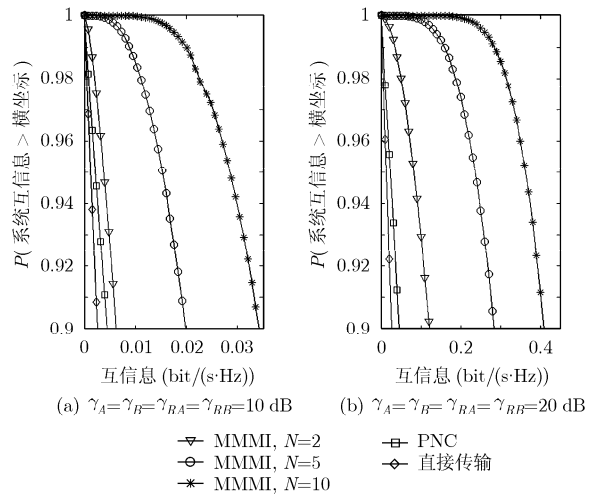 P(系统互信息 > 横坐标)
1
0.98
0.96
0.94
0.92
0.9
0 0.01 0.02 0.03
互信息 (bit/(s·Hz))
(a) γA=γB=γRA=γRB=10 dB
P(系统互信息 > 横坐标)
1
0.98
0.96
0.94
0.92
0.9
0 0.2 0.4
互信息 (bit/(s·Hz))
(b) γA=γB=γRA=γRB=20 dB
MMMI, N=2
MMMI, N=5
MMMI, N=10
PNC
直接传输